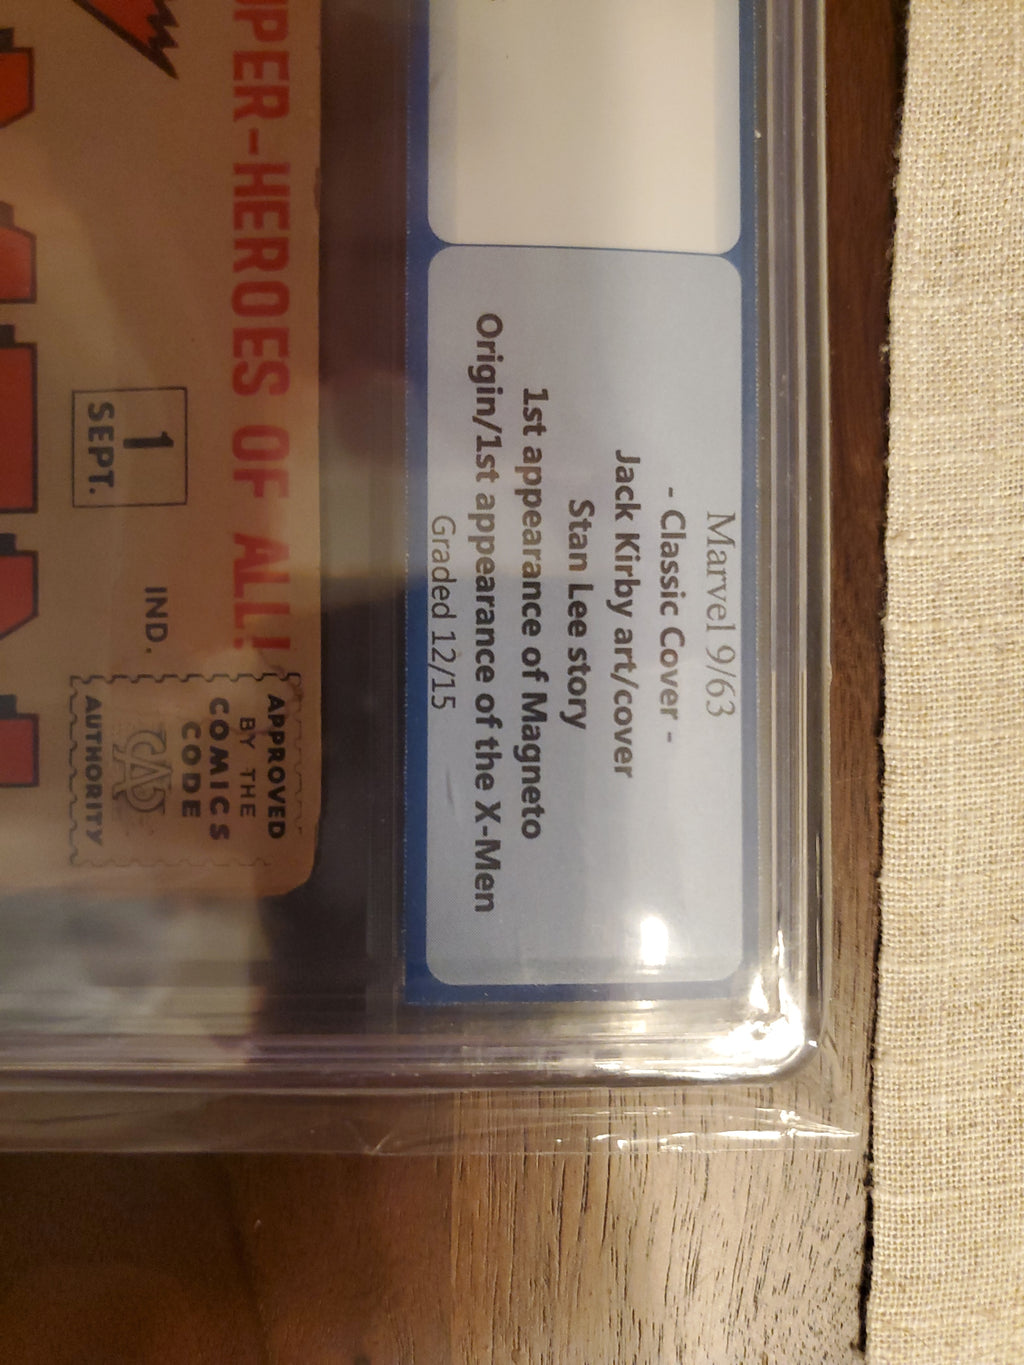 Marvel 9/63
- Classic Cover -
Jack Kirby art/cover
Stan Lee story
1st appearance of Magneto
Origin/1st appearance of the X-Men
Graded 12/15
PER-HEROES OF ALL!
1
SEPT.
IND.
APPROVED
BY THE
COMICS
CODE
CA
AUTHORITY